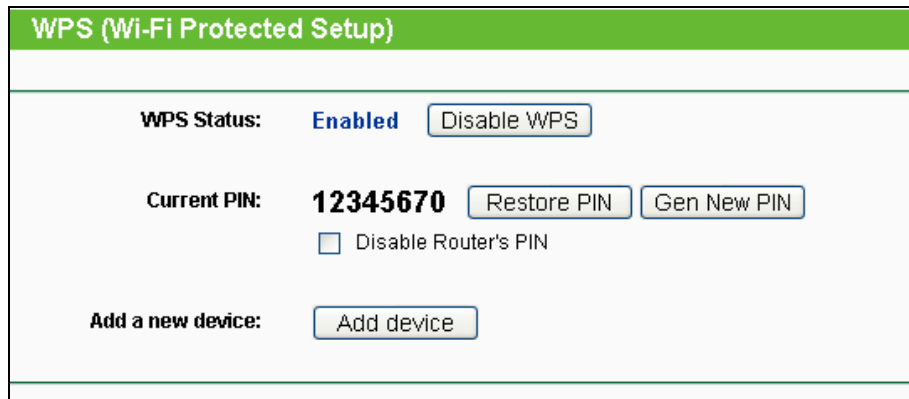 WPS (Wi-Fi Protected Setup)
WPS Status: Enabled Disable WPS
Current PIN: 12345670 Restore PIN Gen New PIN
Disable Router's PIN
Add a new device: Add device